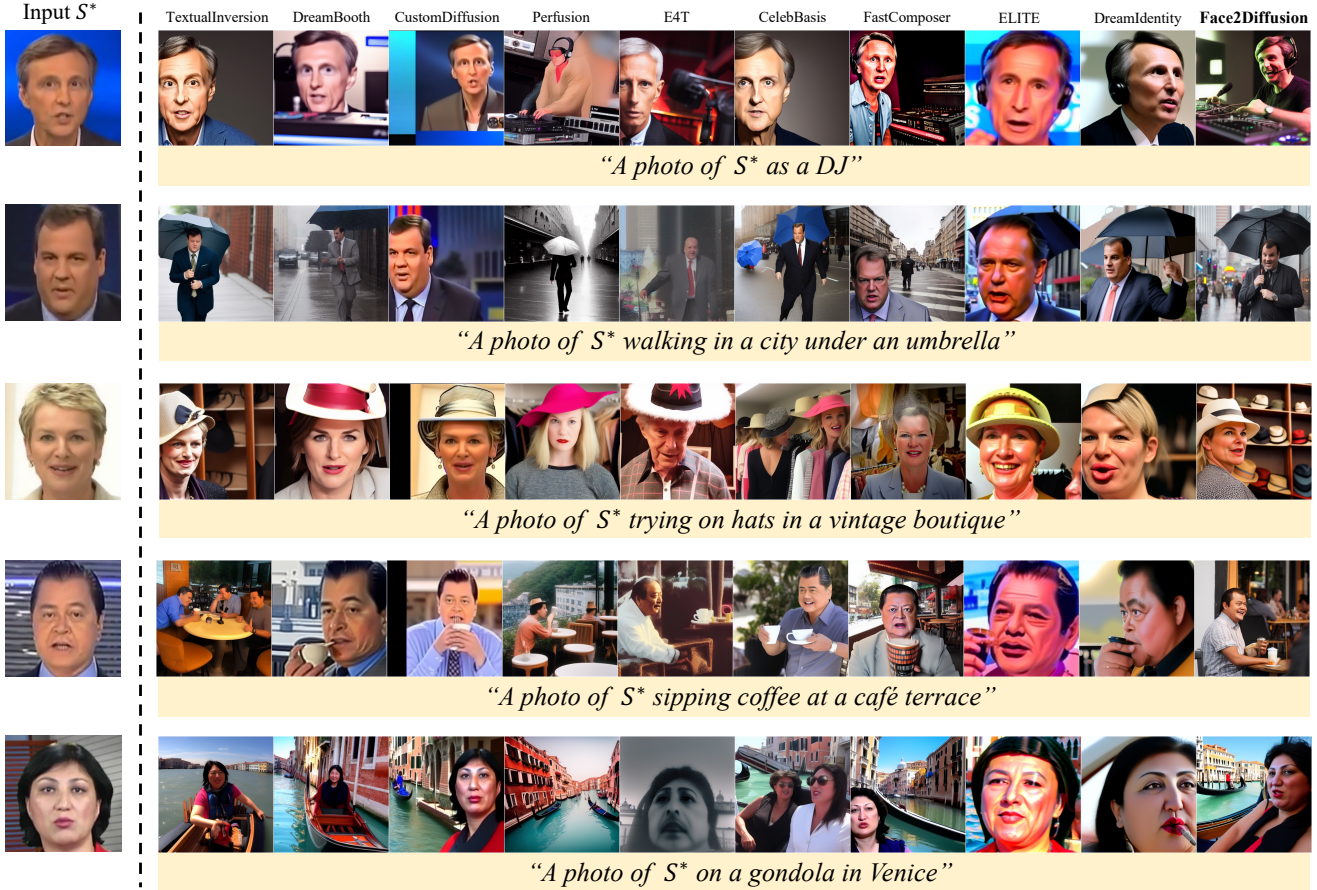 Input S*
TextualInversion DreamBooth CustomDiffusion Perfusion E4T CelebBasis FastComposer ELITE DreamIdentity Face2Diffusion
“A photo of S* as a DJ”
“A photo of S* walking in a city under an umbrella”
“A photo of S* trying on hats in a vintage boutique”
“A photo of S* sipping coffee at a café terrace”
“A photo of S* on a gondola in Venice”